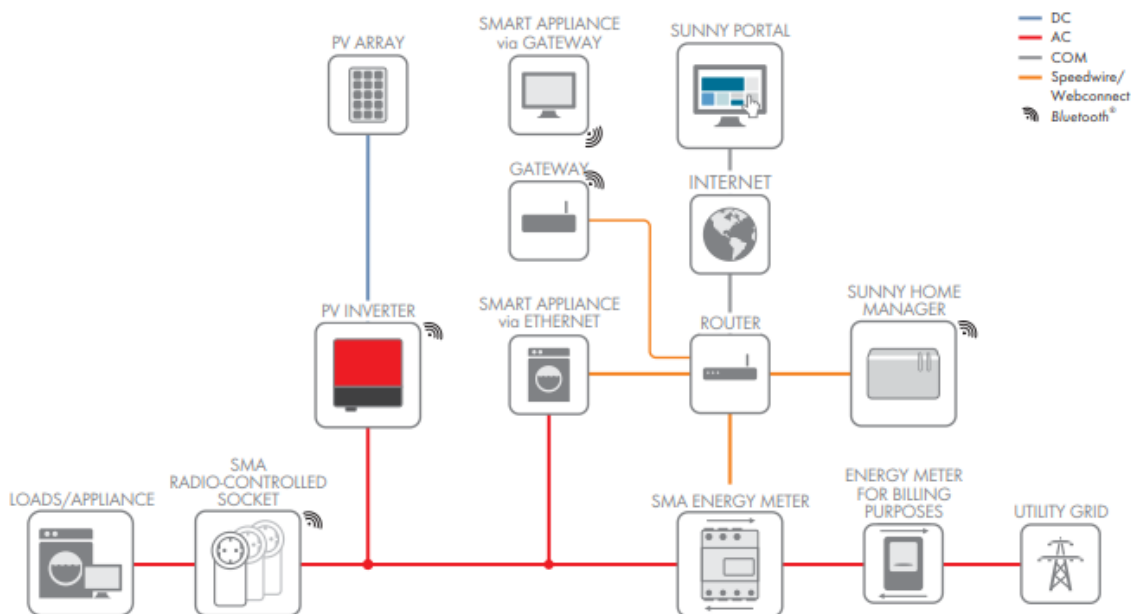 PV ARRAY
SMART APPLIANCE
via GATEWAY
SUNNY PORTAL
DC
AC
COM
Speedwire/
Webconnect
Bluetooth®
GATEWAY
INTERNET
PV INVERTER
SMART APPLIANCE
via ETHERNET
ROUTER
SUNNY HOME
MANAGER
LOADS/APPLIANCE
SMA
RADIO-CONTROLLED
SOCKET
SMA ENERGY METER
ENERGY METER
FOR BILLING
PURPOSES
UTILITY GRID